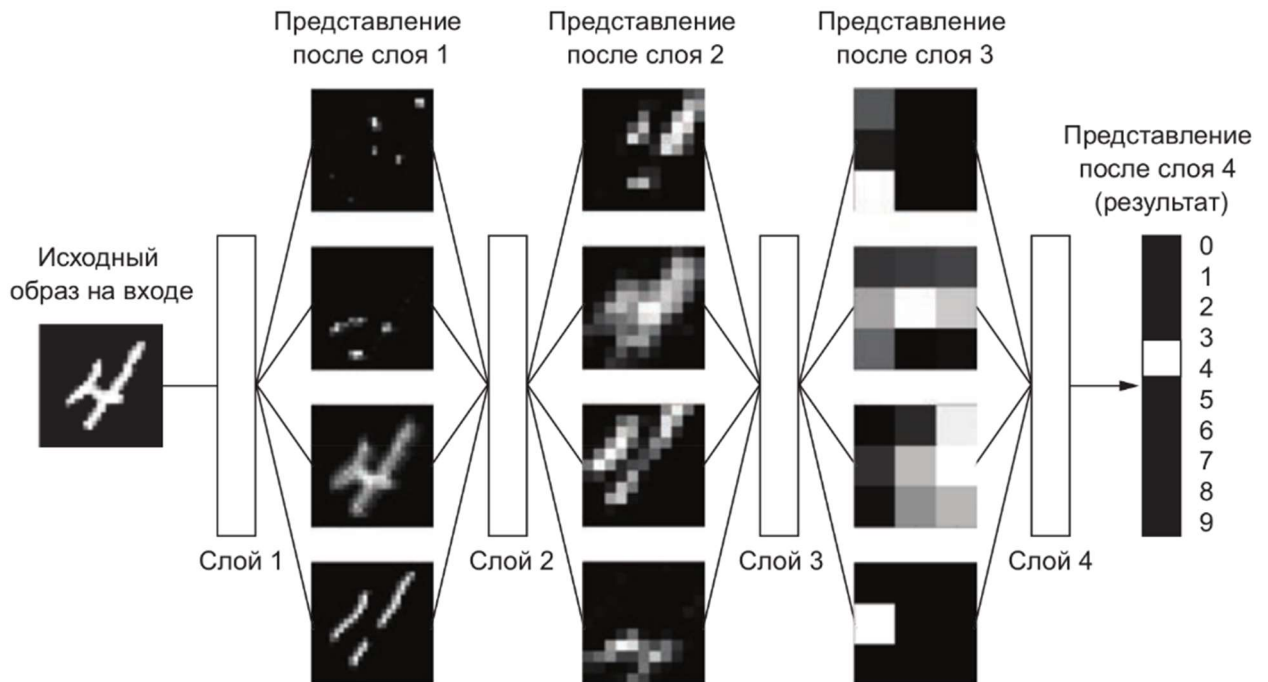 Представление
после слоя 1
Представление
после слоя 2
Представление
после слоя 3
Представление
после слоя 4
(результат)
Исходный
образ на входе
0
1
2
3
4
5
6
7
8
9
Слой 1
Слой 2
Слой 3
Слой 4